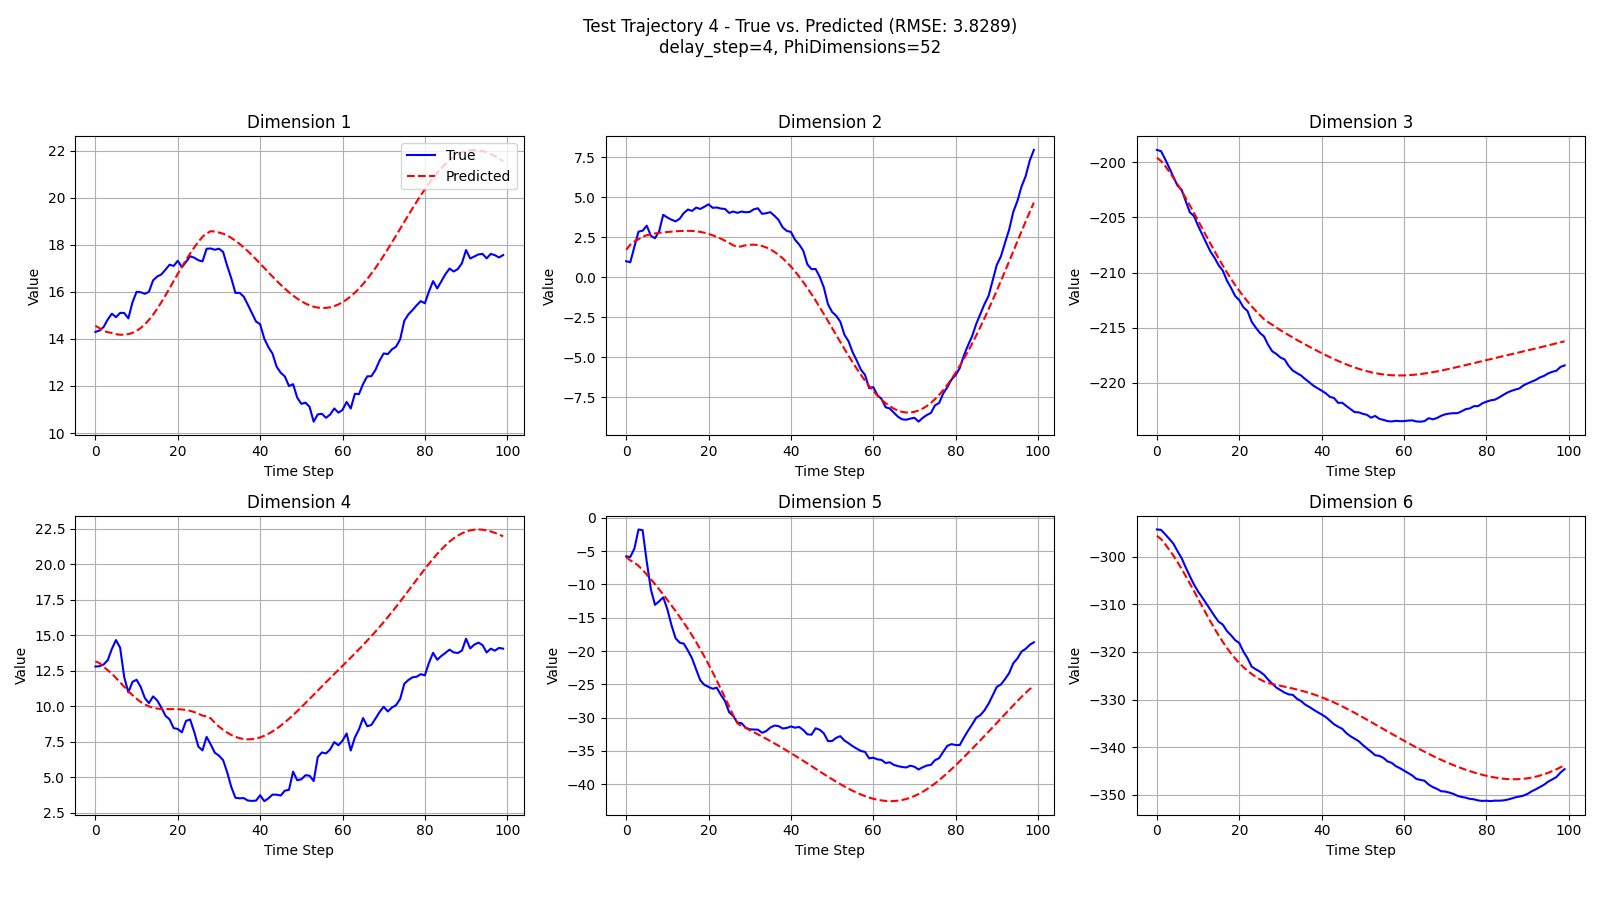 Test Trajectory 4 - True vs. Predicted (RMSE: 3.8289)
delay_step=4, PhiDimensions=52
Dimension 1
Value
22
20
18
16
14
12
10
True
Predicted
0 20 40 60 80 100
Time Step
Dimension 2
Value
7.5
5.0
2.5
0.0
−2.5
−5.0
−7.5
0 20 40 60 80 100
Time Step
Dimension 3
Value
−200
−205
−210
−215
−220
0 20 40 60 80 100
Time Step
Dimension 4
Value
22.5
20.0
17.5
15.0
12.5
10.0
7.5
5.0
2.5
0 20 40 60 80 100
Time Step
Dimension 5
Value
0
−5
−10
−15
−20
−25
−30
−35
−40
0 20 40 60 80 100
Time Step
Dimension 6
Value
−300
−310
−320
−330
−340
−350
0 20 40 60 80 100
Time Step